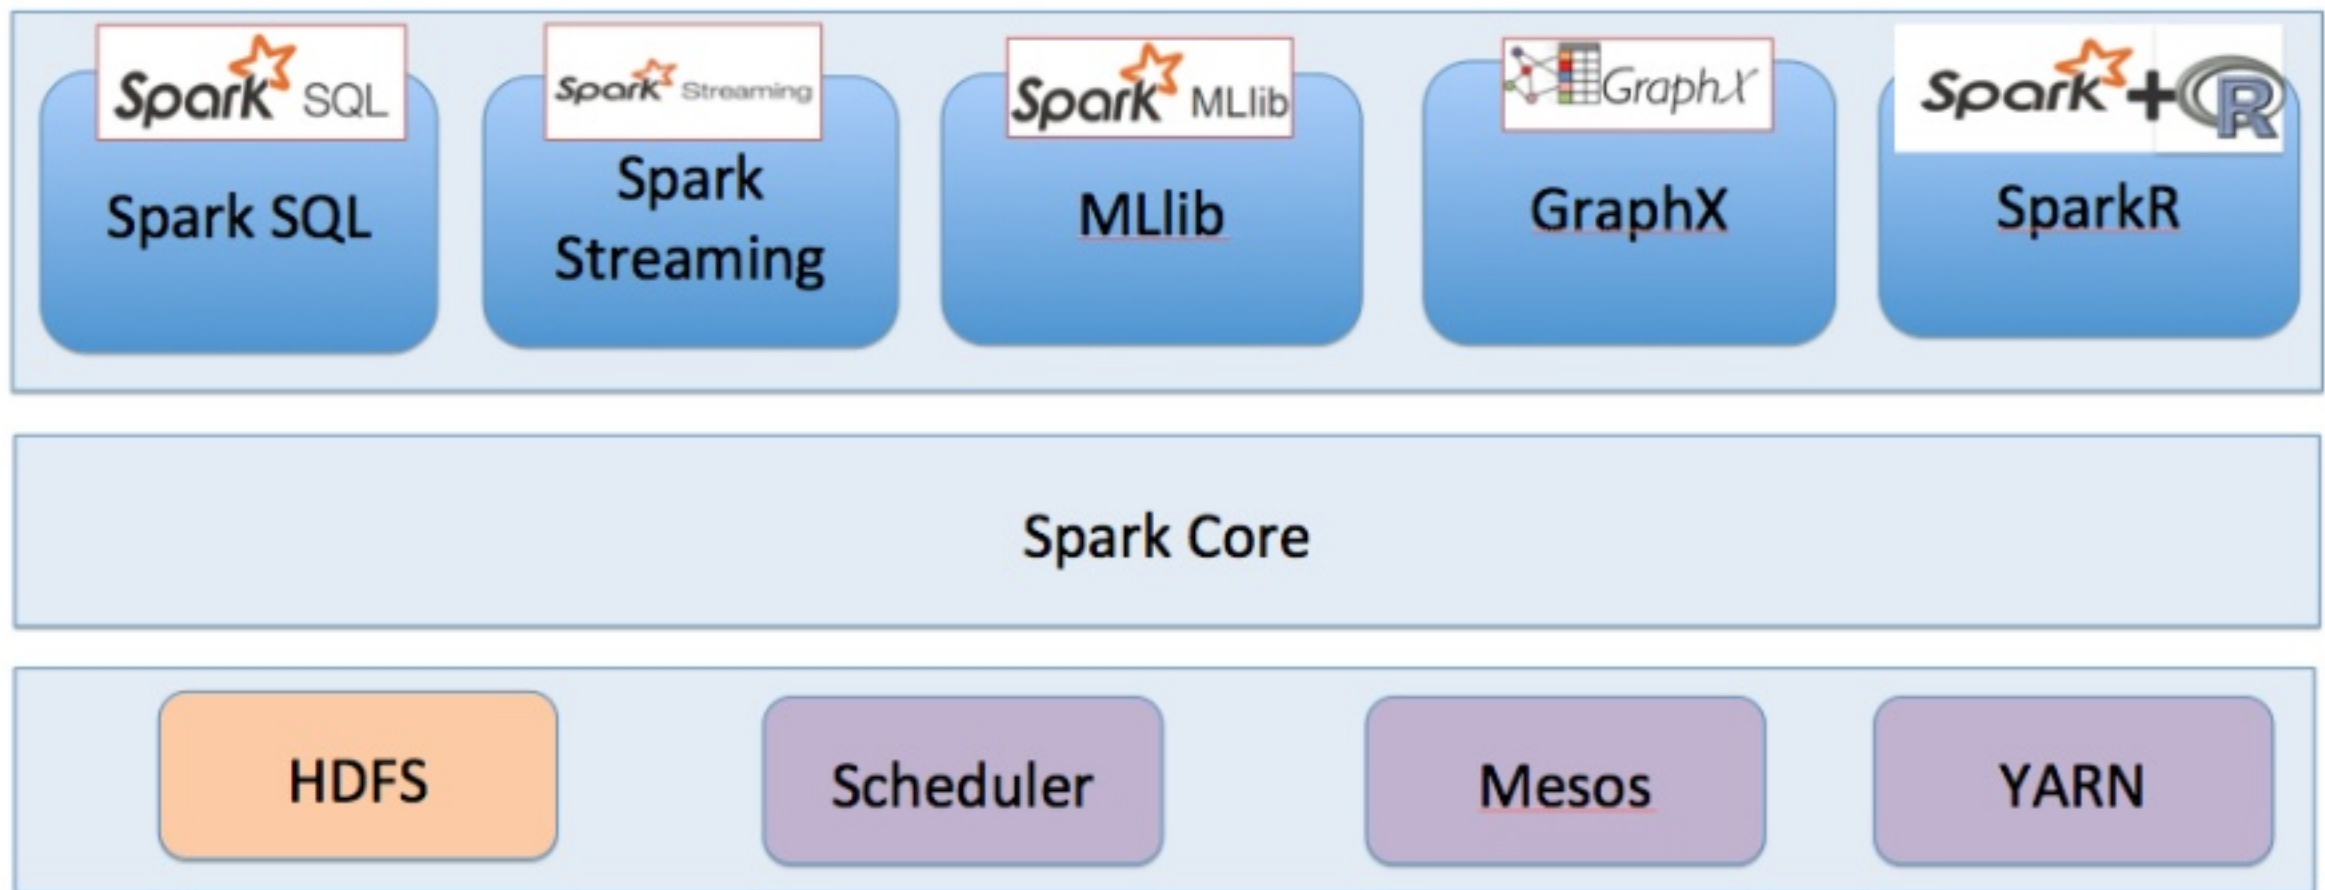 Spark SQL
Spark Streaming
Spark MLlib
GraphX
Spark + R
Spark SQL
Spark
Streaming
MLlib
GraphX
SparkR
Spark Core
HDFS
Scheduler
Mesos
YARN